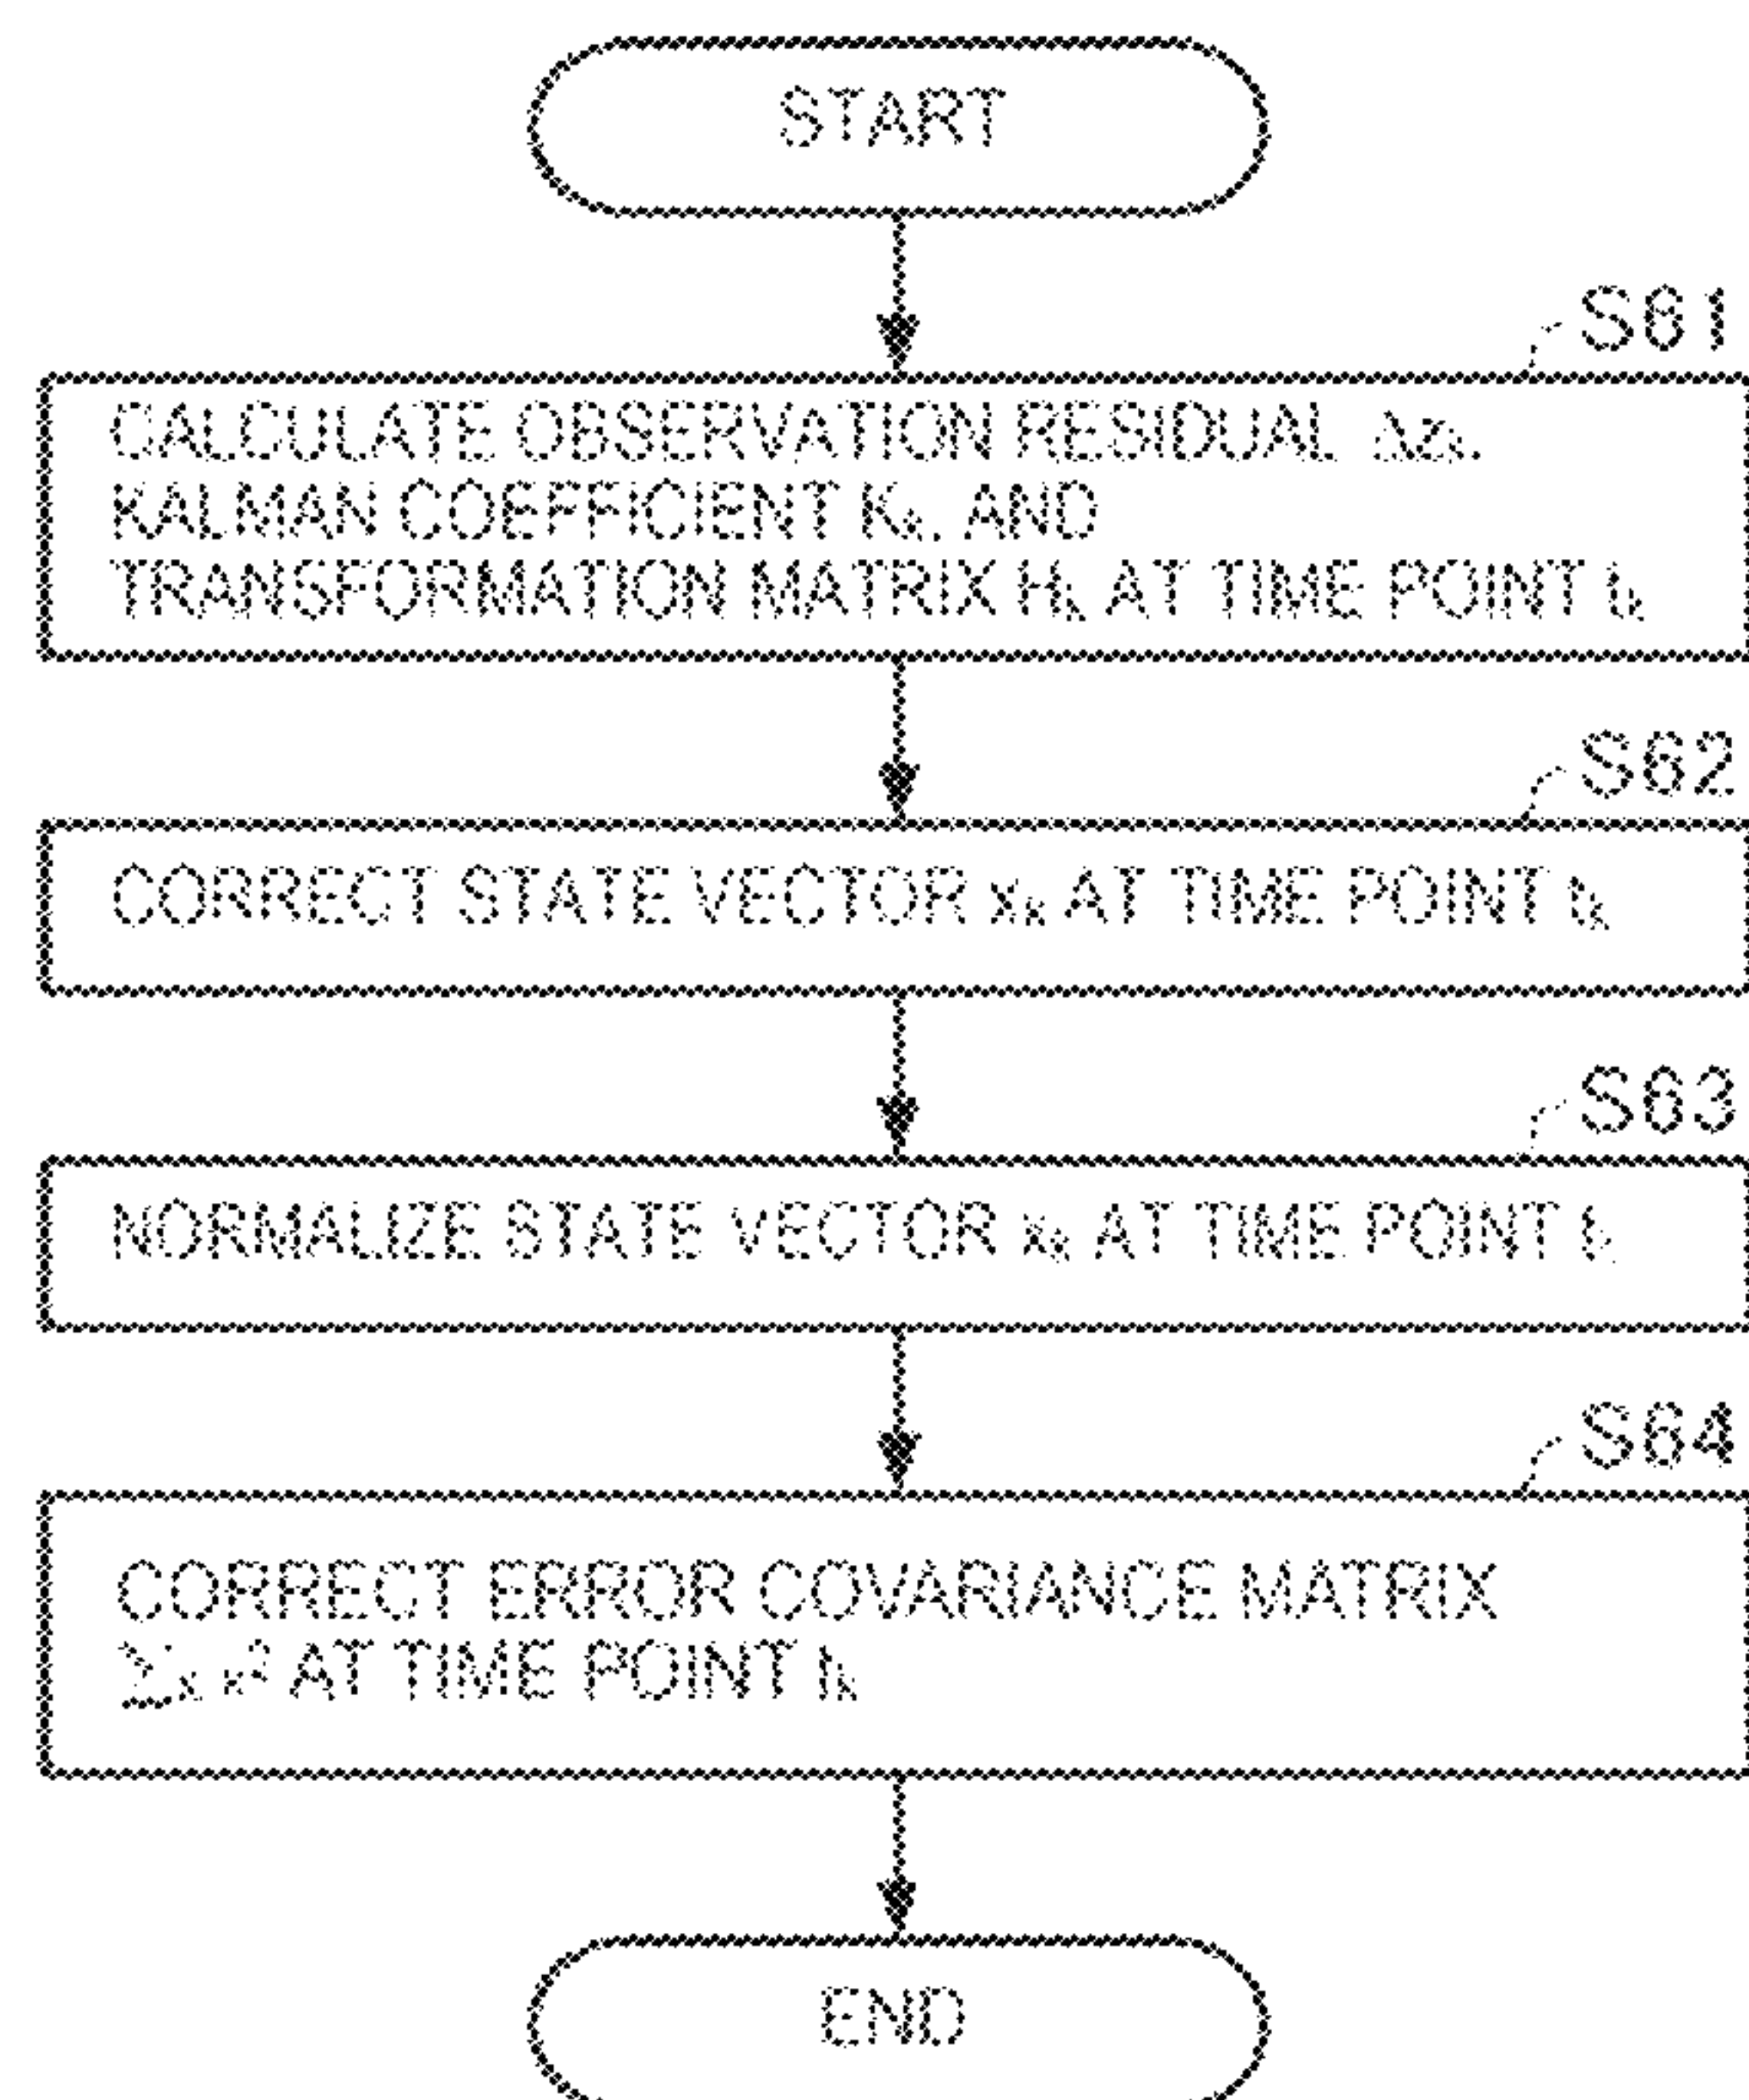 START
S61
CALCULATE OBSERVATION RESIDUAL Δzₖ,
KALMAN COEFFICIENT Kₖ, AND
TRANSFORMATION MATRIX Hₖ AT TIME POINT tₖ
S62
CORRECT STATE VECTOR xₖ AT TIME POINT tₖ
S63
NORMALIZE STATE VECTOR xₖ AT TIME POINT tₖ
S64
CORRECT ERROR COVARIANCE MATRIX
Σₓ,ₖ² AT TIME POINT tₖ
END